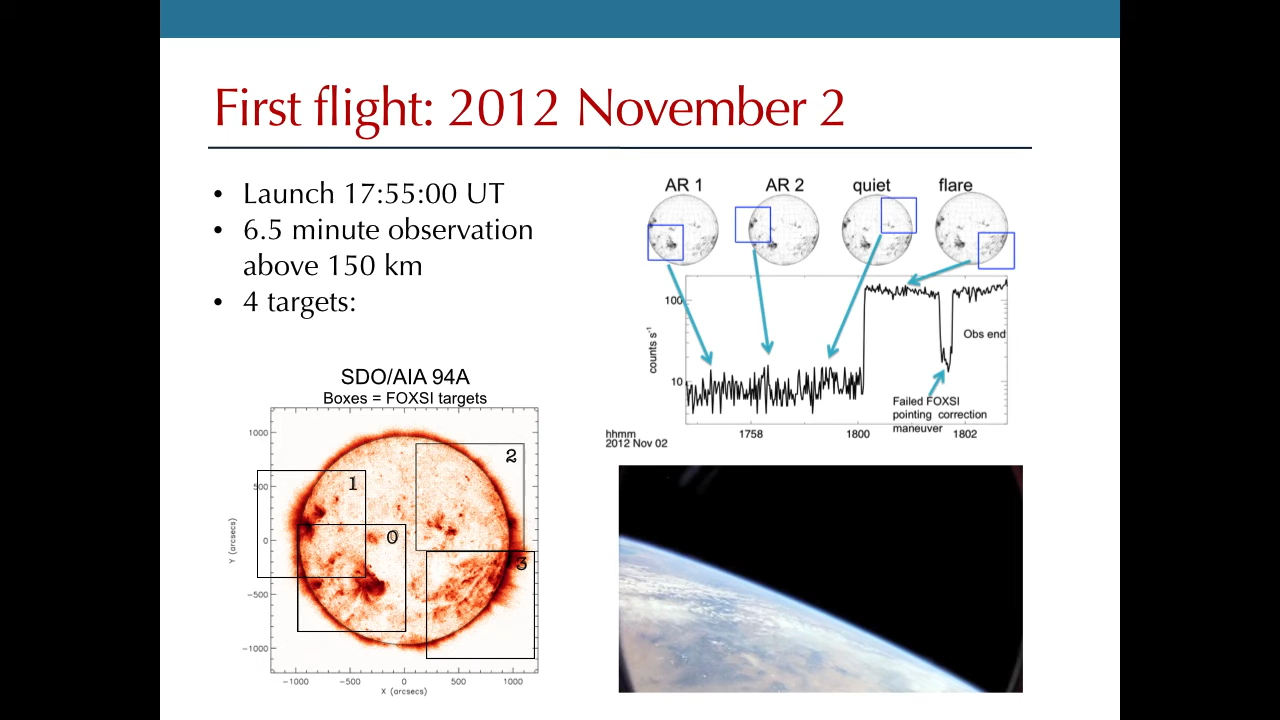 First flight: 2012 November 2
• Launch 17:55:00 UT
• 6.5 minute observation
above 150 km
• 4 targets:
AR 1 AR 2 quiet flare
100
10
counts s⁻¹
Obs end
Failed FOXSI
pointing correction
maneuver
hhmm 1758 1800 1802
2012 Nov 02
SDO/AIA 94A
Boxes = FOXSI targets
1000
500
0
−500
−1000
Y (arcsecs)
2
1
0
3
−1000 −500 0 500 1000
X (arcsecs)